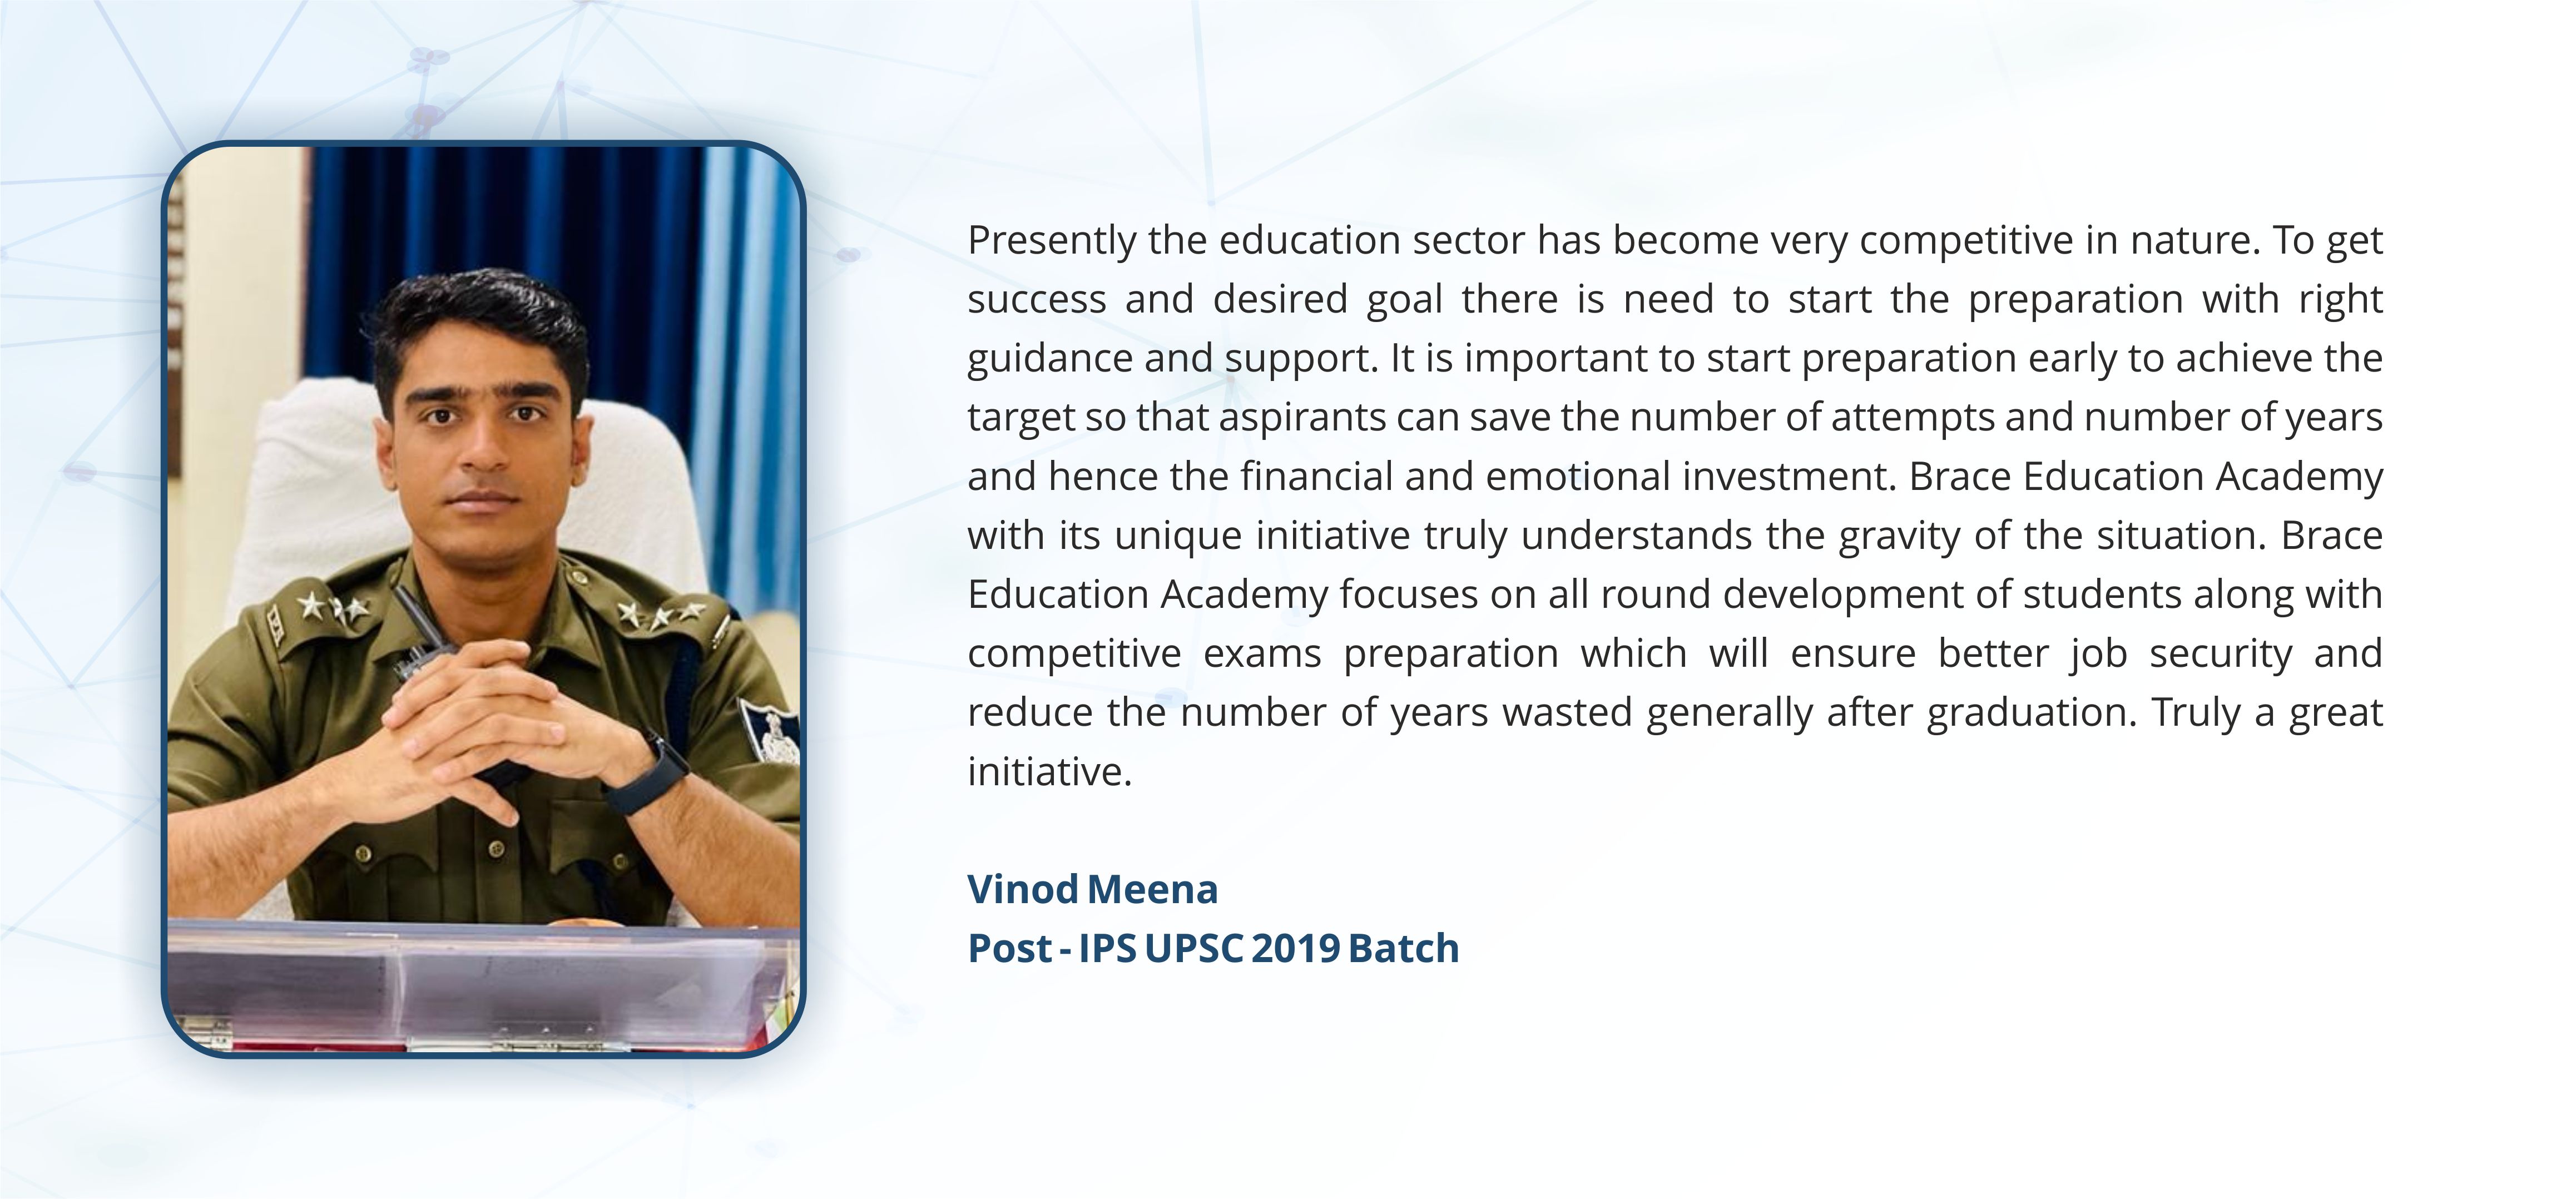 Presently the education sector has become very competitive in nature. To get
success and desired goal there is need to start the preparation with right
guidance and support. It is important to start preparation early to achieve the
target so that aspirants can save the number of attempts and number of years
and hence the financial and emotional investment. Brace Education Academy
with its unique initiative truly understands the gravity of the situation. Brace
Education Academy focuses on all round development of students along with
competitive exams preparation which will ensure better job security and
reduce the number of years wasted generally after graduation. Truly a great
initiative.
Vinod Meena
Post - IPS UPSC 2019 Batch